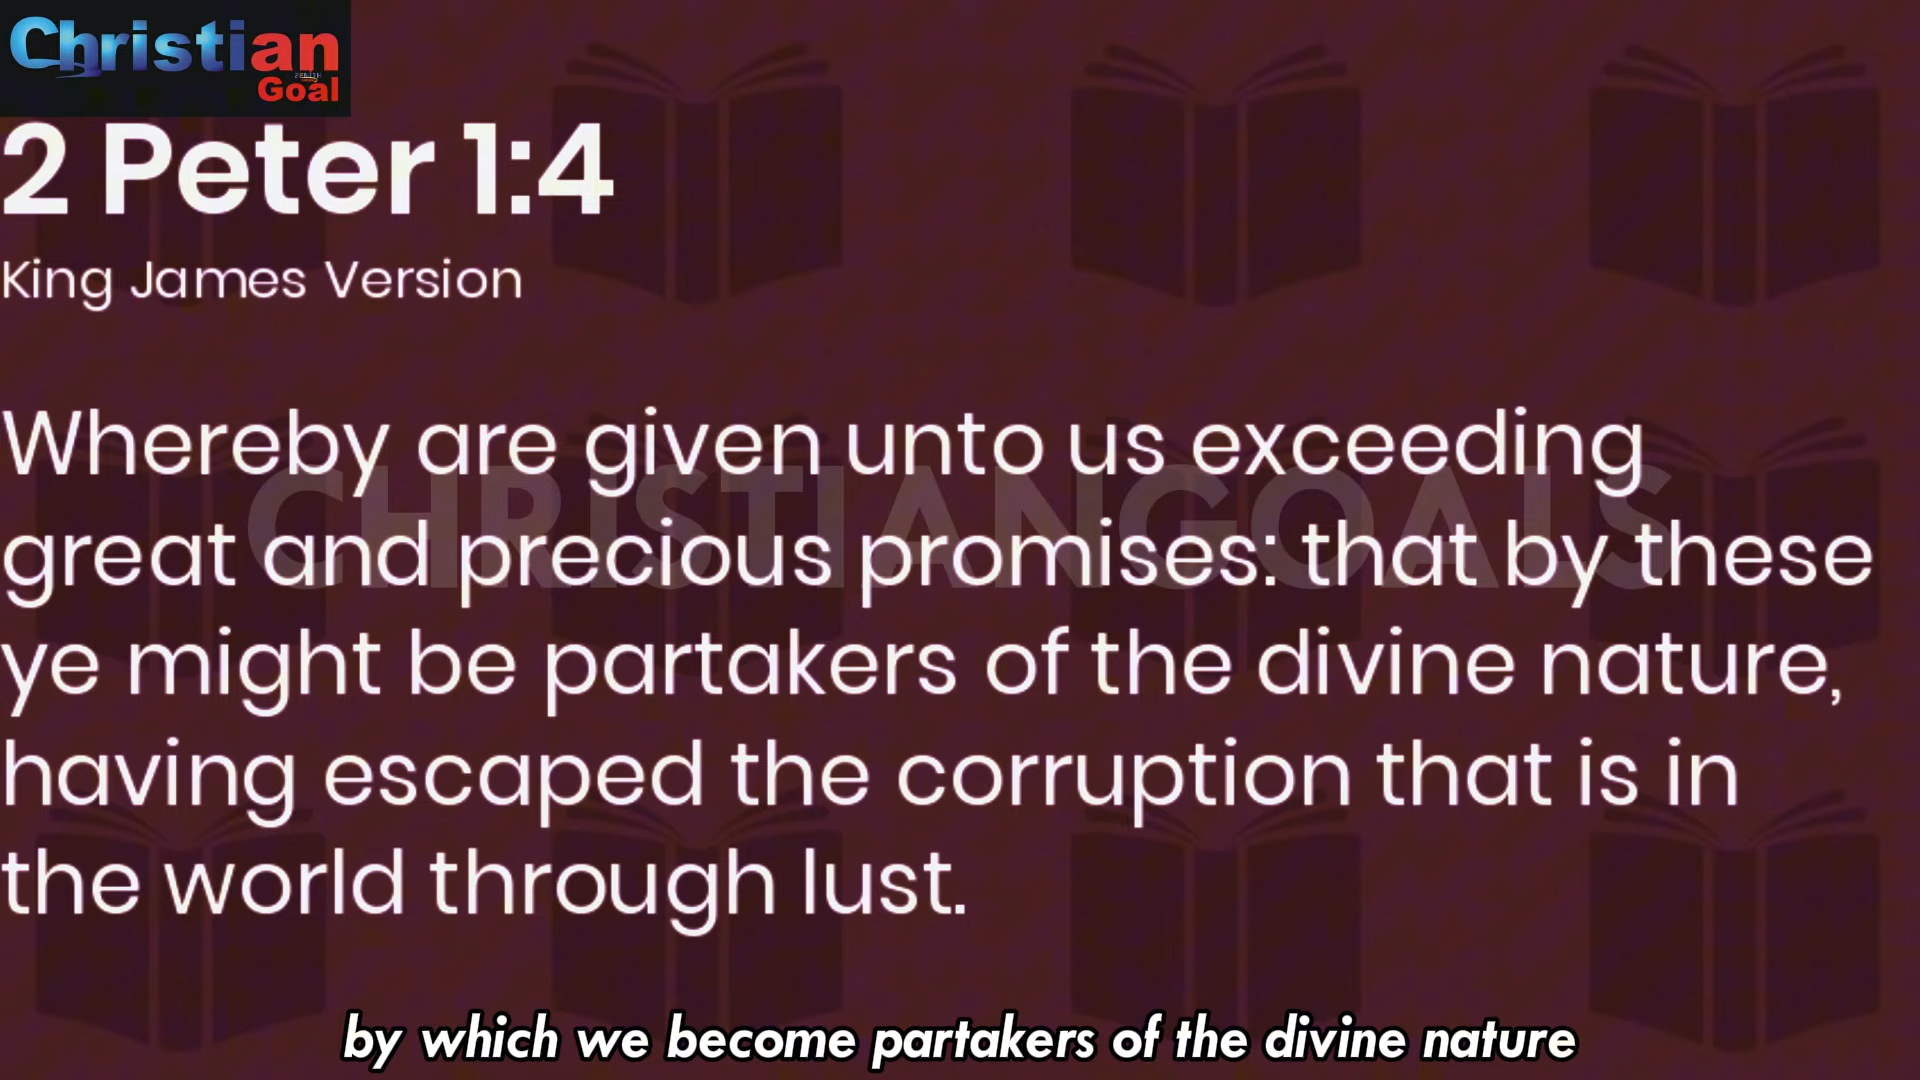 Christian
Goal
2 Peter 1:4
King James Version
Whereby are given unto us exceeding
great and precious promises: that by these
ye might be partakers of the divine nature,
having escaped the corruption that is in
the world through lust.
CHRISTIANGOALS
by which we become partakers of the divine nature